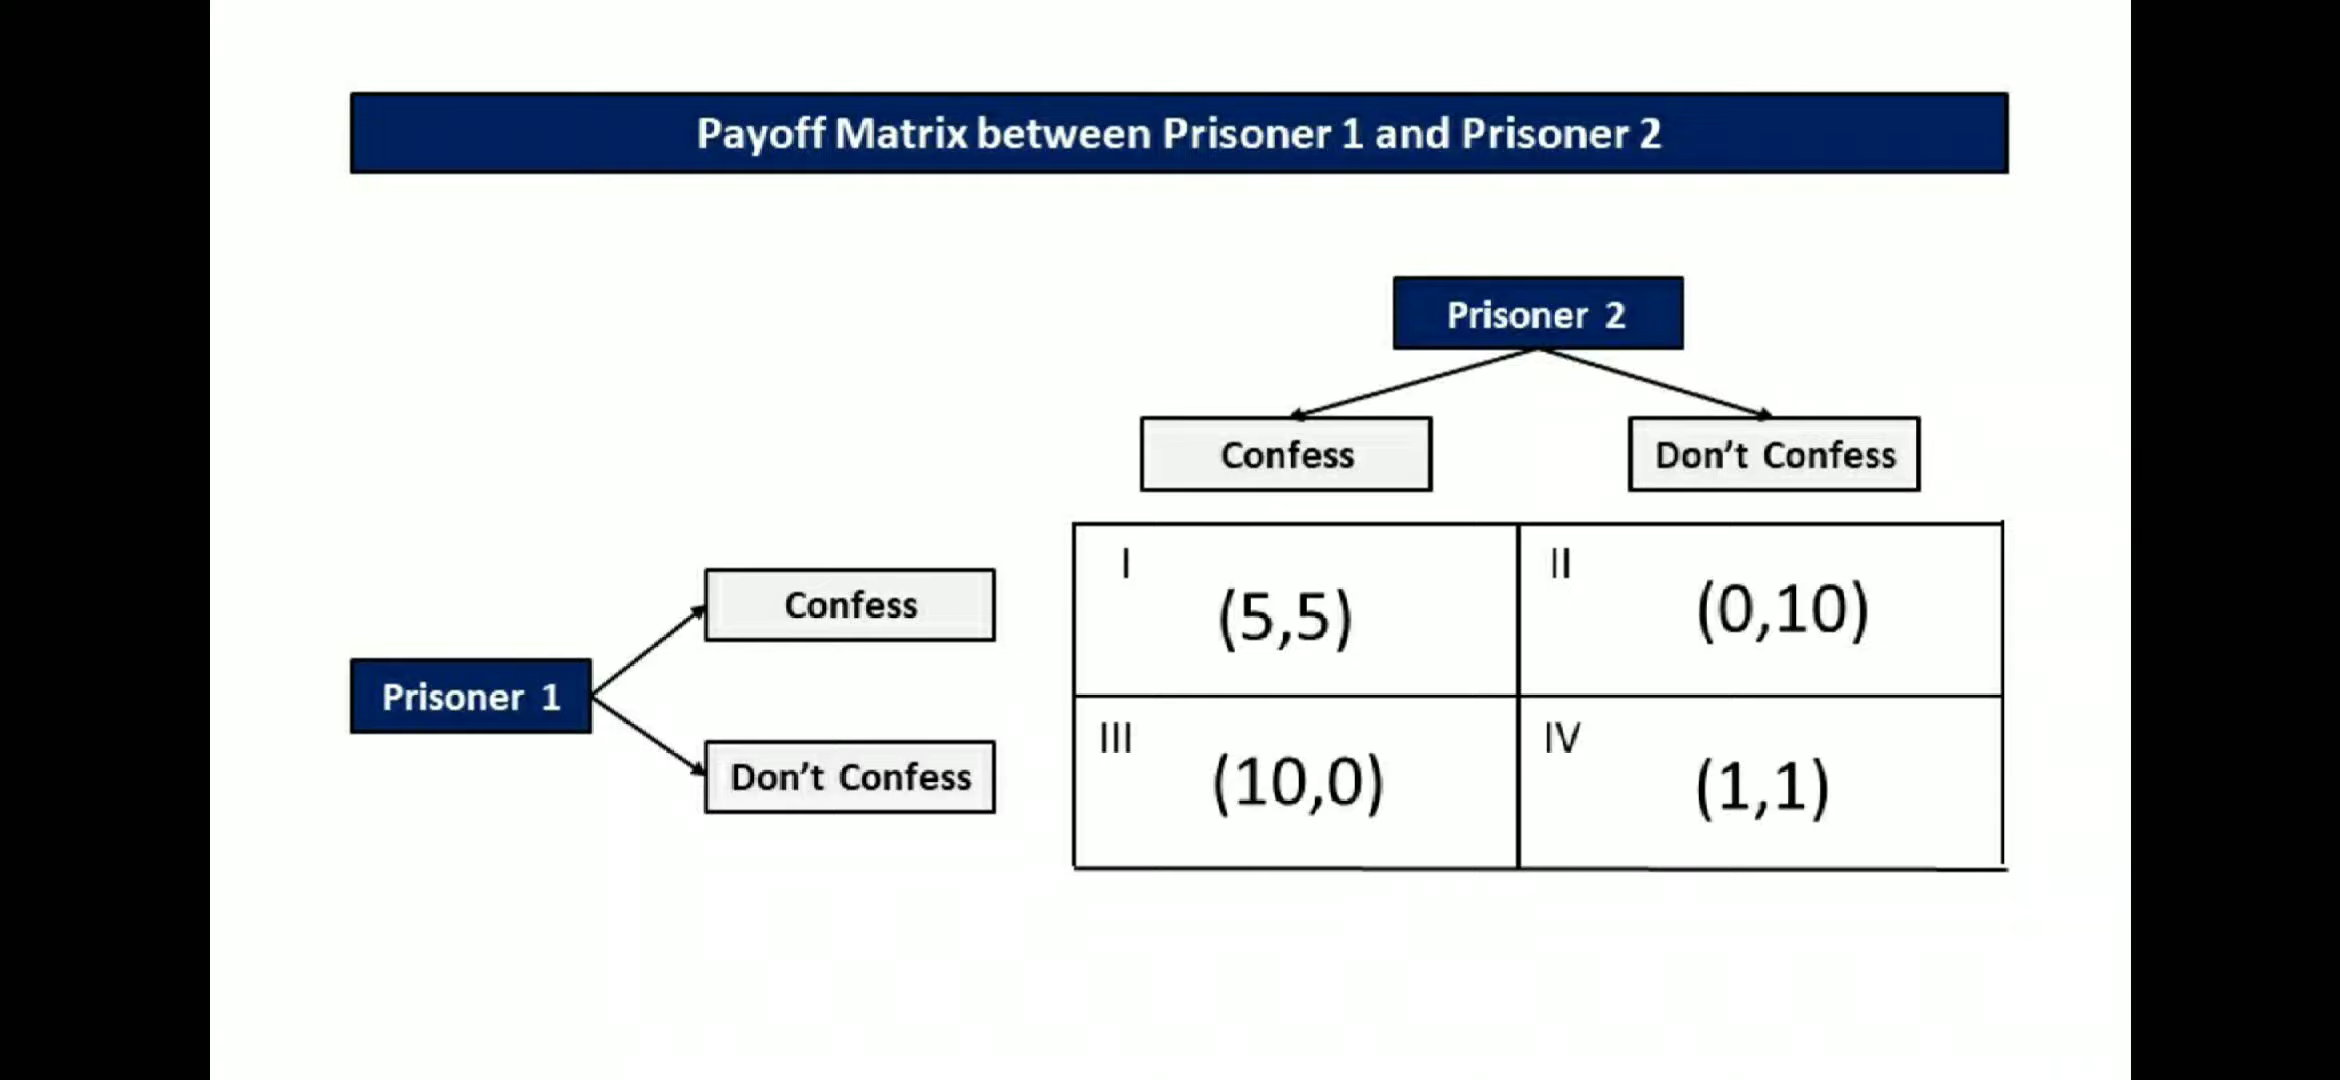 Payoff Matrix between Prisoner 1 and Prisoner 2
Prisoner 2
Confess
Don't Confess
Prisoner 1
Confess
Don't Confess
I
(5,5)
II
(0,10)
III
(10,0)
IV
(1,1)